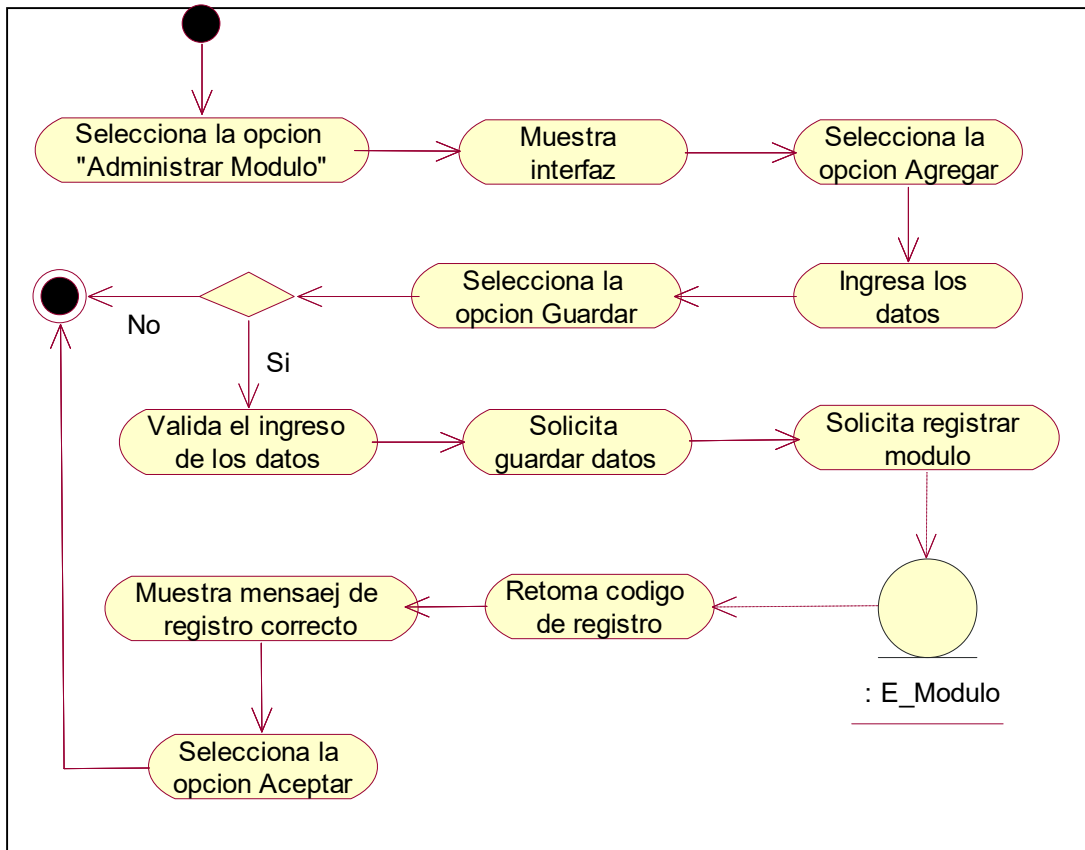 Selecciona la opcion
"Administrar Modulo"
Muestra
interfaz
Selecciona la
opcion Agregar
Ingresa los
datos
Selecciona la
opcion Guardar
No
Si
Valida el ingreso
de los datos
Solicita
guardar datos
Solicita registrar
modulo
: E_Modulo
Retoma codigo
de registro
Muestra mensaej de
registro correcto
Selecciona la
opcion Aceptar